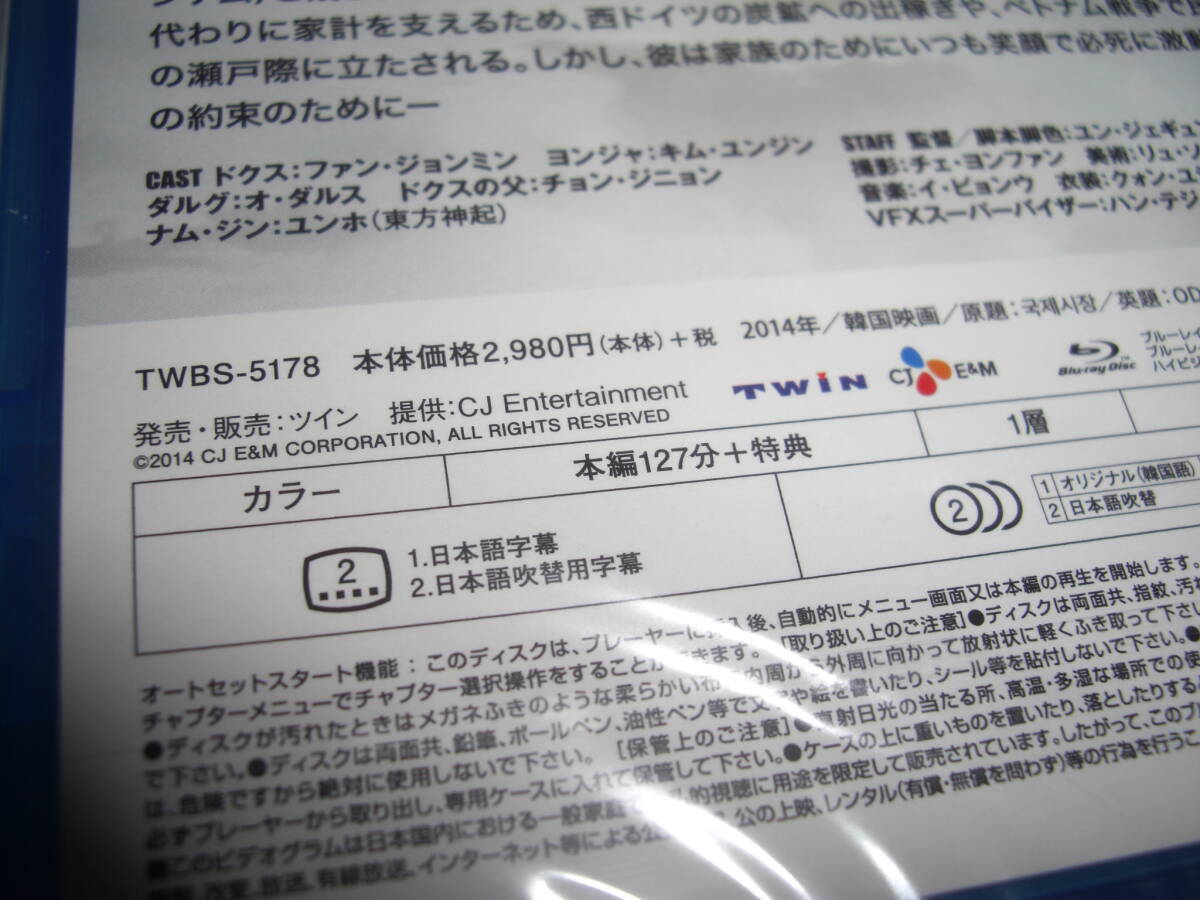 代わりに家計を支えるため、西ドイツの炭鉱への出稼ぎや、ベトナム戦争で
の瀬戸際に立たされる。しかし、彼は家族のためにいつも笑顔で必死に激動
の約束のために―
CAST ドクス:ファン・ジョンミン ヨンジャ:キム・ユンジン
ダルグ:オ・ダルス ドクスの父:チョン・ジニョン
ナム・ジン:ユンホ(東方神起)
STAFF 監督/脚本脚色:ユン・ジェギュン
撮影:チェ・ヨンファン 美術:リュ・ソ
音楽:イ・ビョンウ 衣装:クォン・ユ
VFXスーパーバイザー:ハン・テジ
TWBS-5178 本体価格2,980円(本体)+税 2014年/韓国映画/原題:국제시장/英題:OD
発売・販売:ツイン 提供:CJ Entertainment
©2014 CJ E&M CORPORATION, ALL RIGHTS RESERVED
TWIN CJ E&M Blu-ray Disc
ブルーレイ
ブルーレイ
ハイビジ
カラー 本編127分+特典 1層
2 1.日本語字幕
2.日本語吹替用字幕
2 1 オリジナル(韓国語)
2 日本語吹替
オートセットスタート機能:このディスクは、プレーヤーに挿入後、自動的にメニュー画面又は本編の再生を開始します。
チャプターメニューでチャプター選択操作をすることができます。[取り扱い上のご注意]●ディスクは両面共、指紋、汚
●ディスクが汚れたときはメガネふきのような柔らかい布 内周から外周に向かって放射状に軽くふき取って下さ
で下さい。●ディスクは両面共、鉛筆、ボールペン、油性ペン等で文字や絵を書いたり、シール等を貼付しないで下さい。●
は、危険ですから絶対に使用しないで下さい。[保管上のご注意]●直射日光の当たる所、高温・多湿な場所での使
必ずプレーヤーから取り出し、専用ケースに入れて保管して下さい。●ケースの上に重いものを置いたり、落としたりする
■このビデオグラムは日本国内における一般家庭 私的視聴に用途を限定して販売されています。したがって、このブ
改変、放送、有線放送、インターネット等による公 公の上映、レンタル(有償・無償を問わず)等の行為を行うこ